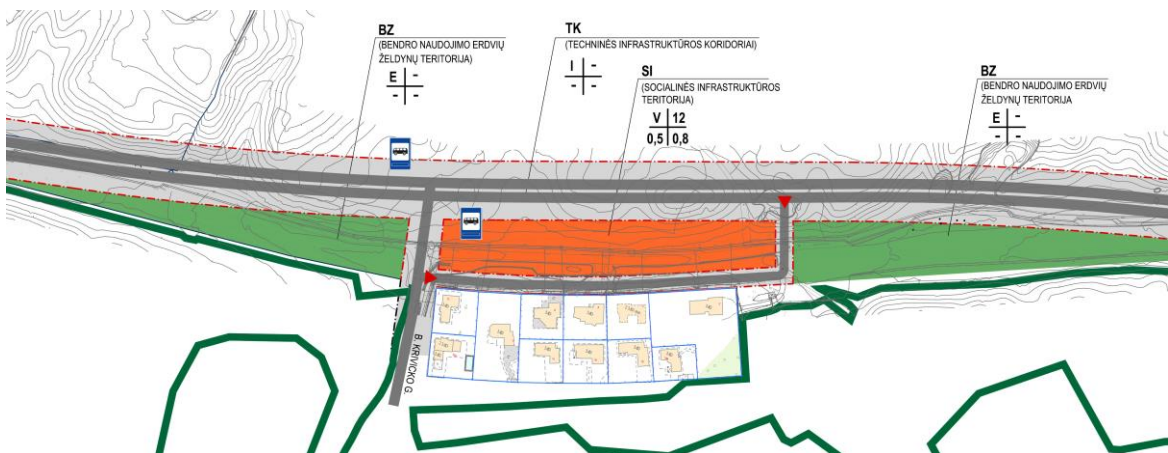 BZ
(BENDRO NAUDOJIMO ERDVIŲ
ŽELDYNŲ TERITORIJA)
E -
- -
TK
(TECHNINĖS INFRASTRUKTŪROS KORIDORIAI)
I -
- -
SI
(SOCIALINĖS INFRASTRUKTŪROS
TERITORIJA)
V 12
0,5 0,8
BZ
(BENDRO NAUDOJIMO ERDVIŲ
ŽELDYNŲ TERITORIJA
E -
- -
B. KRIVICKO G.